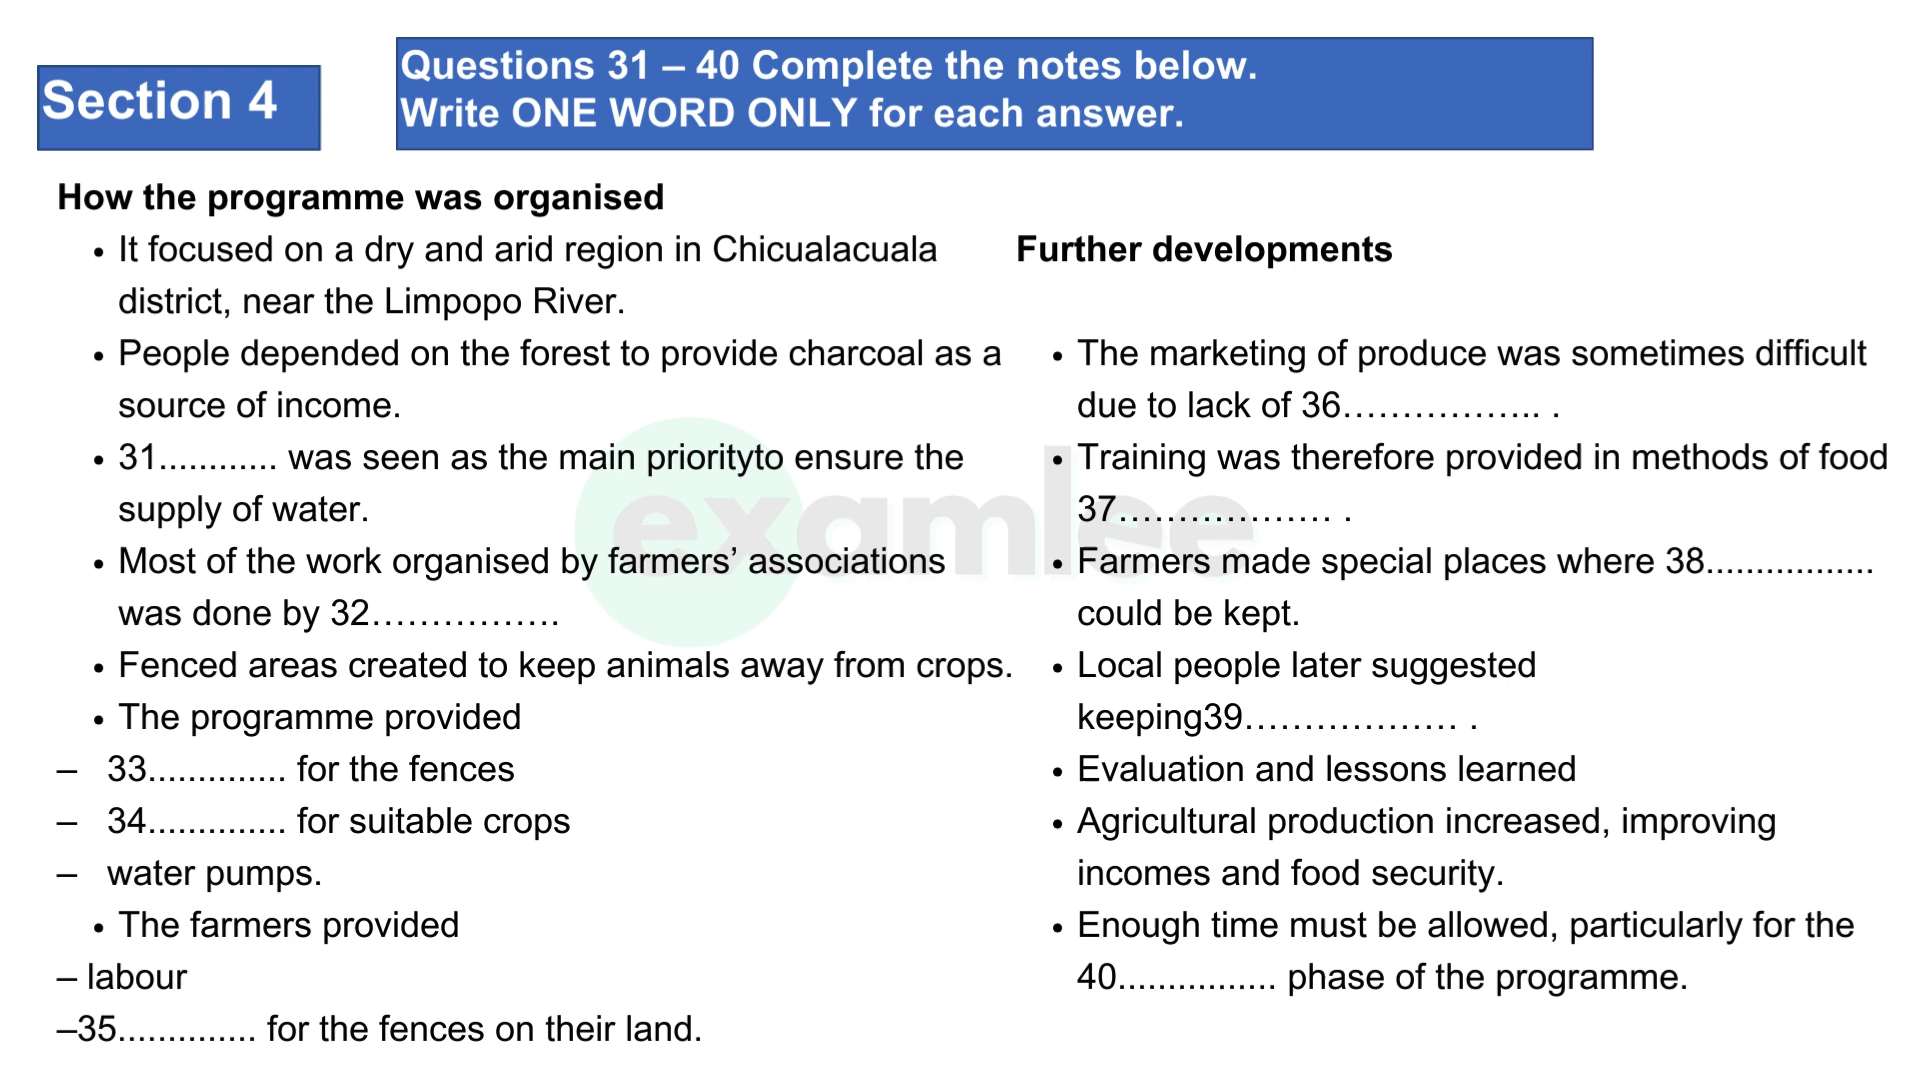 Section 4
Questions 31 – 40 Complete the notes below.
Write ONE WORD ONLY for each answer.
How the programme was organised
• It focused on a dry and arid region in Chicualacuala
district, near the Limpopo River.
• People depended on the forest to provide charcoal as a
source of income.
• 31............ was seen as the main priorityto ensure the
supply of water.
• Most of the work organised by farmers’ associations
was done by 32…………….
• Fenced areas created to keep animals away from crops.
• The programme provided
– 33.............. for the fences
– 34.............. for suitable crops
– water pumps.
• The farmers provided
– labour
–35.............. for the fences on their land.
Further developments
• The marketing of produce was sometimes difficult
due to lack of 36…………….. .
• Training was therefore provided in methods of food
37……………… .
• Farmers made special places where 38.................
could be kept.
• Local people later suggested
keeping39……………… .
• Evaluation and lessons learned
• Agricultural production increased, improving
incomes and food security.
• Enough time must be allowed, particularly for the
40................ phase of the programme.
examlee